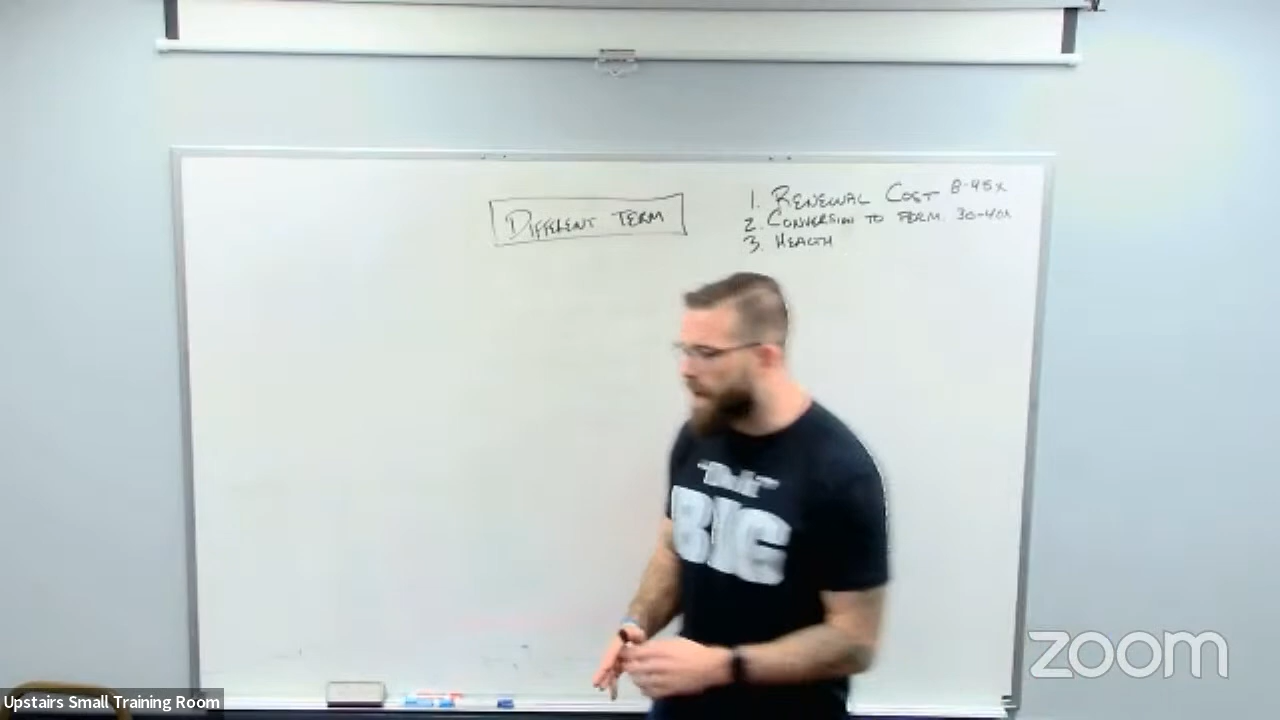 DIFFERENT TERM
1. RENEWAL COST 8-45x
2. CONVERSION TO PERM. 30-40x
3. HEALTH
BIG
zoom
Upstairs Small Training Room